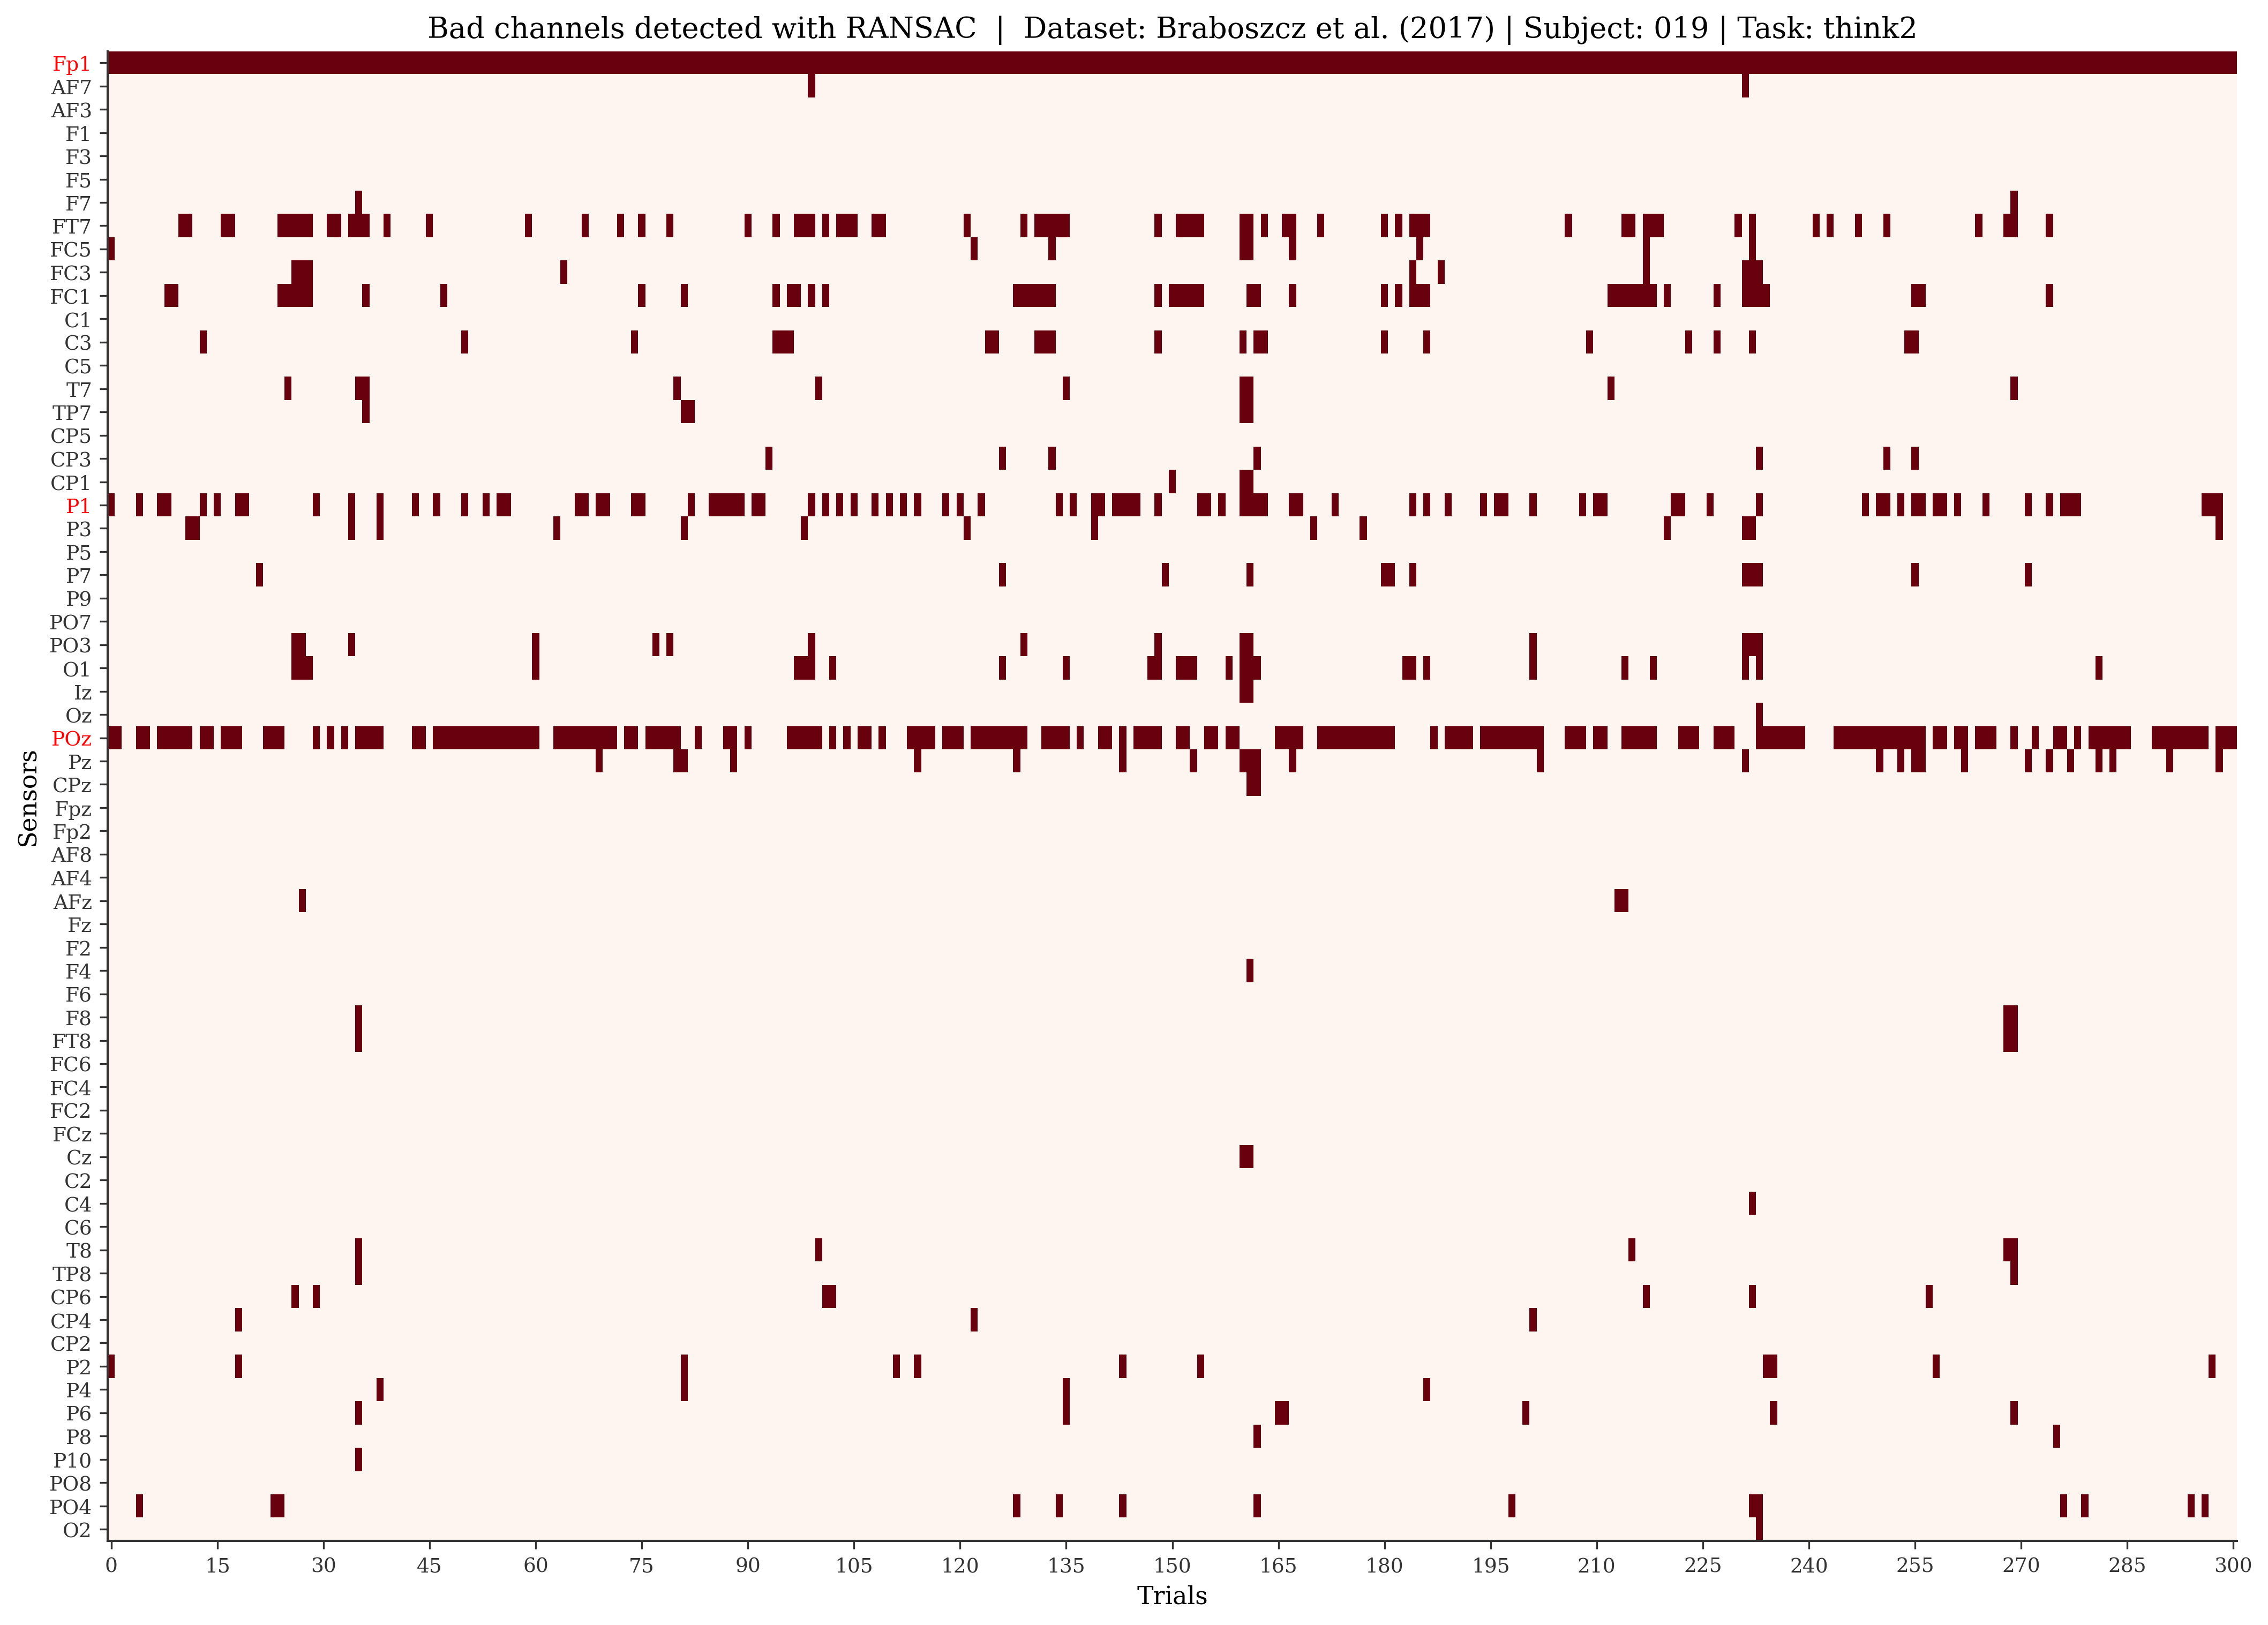 Bad channels detected with RANSAC | Dataset: Braboszcz et al. (2017) | Subject: 019 | Task: think2
Fp1
AF7
AF3
F1
F3
F5
F7
FT7
FC5
FC3
FC1
C1
C3
C5
T7
TP7
CP5
CP3
CP1
P1
P3
P5
P7
P9
PO7
PO3
O1
Iz
Oz
POz
Pz
CPz
Fpz
Fp2
AF8
AF4
AFz
Fz
F2
F4
F6
F8
FT8
FC6
FC4
FC2
FCz
Cz
C2
C4
C6
T8
TP8
CP6
CP4
CP2
P2
P4
P6
P8
P10
PO8
PO4
O2
Sensors
0 15 30 45 60 75 90 105 120 135 150 165 180 195 210 225 240 255 270 285 300
Trials